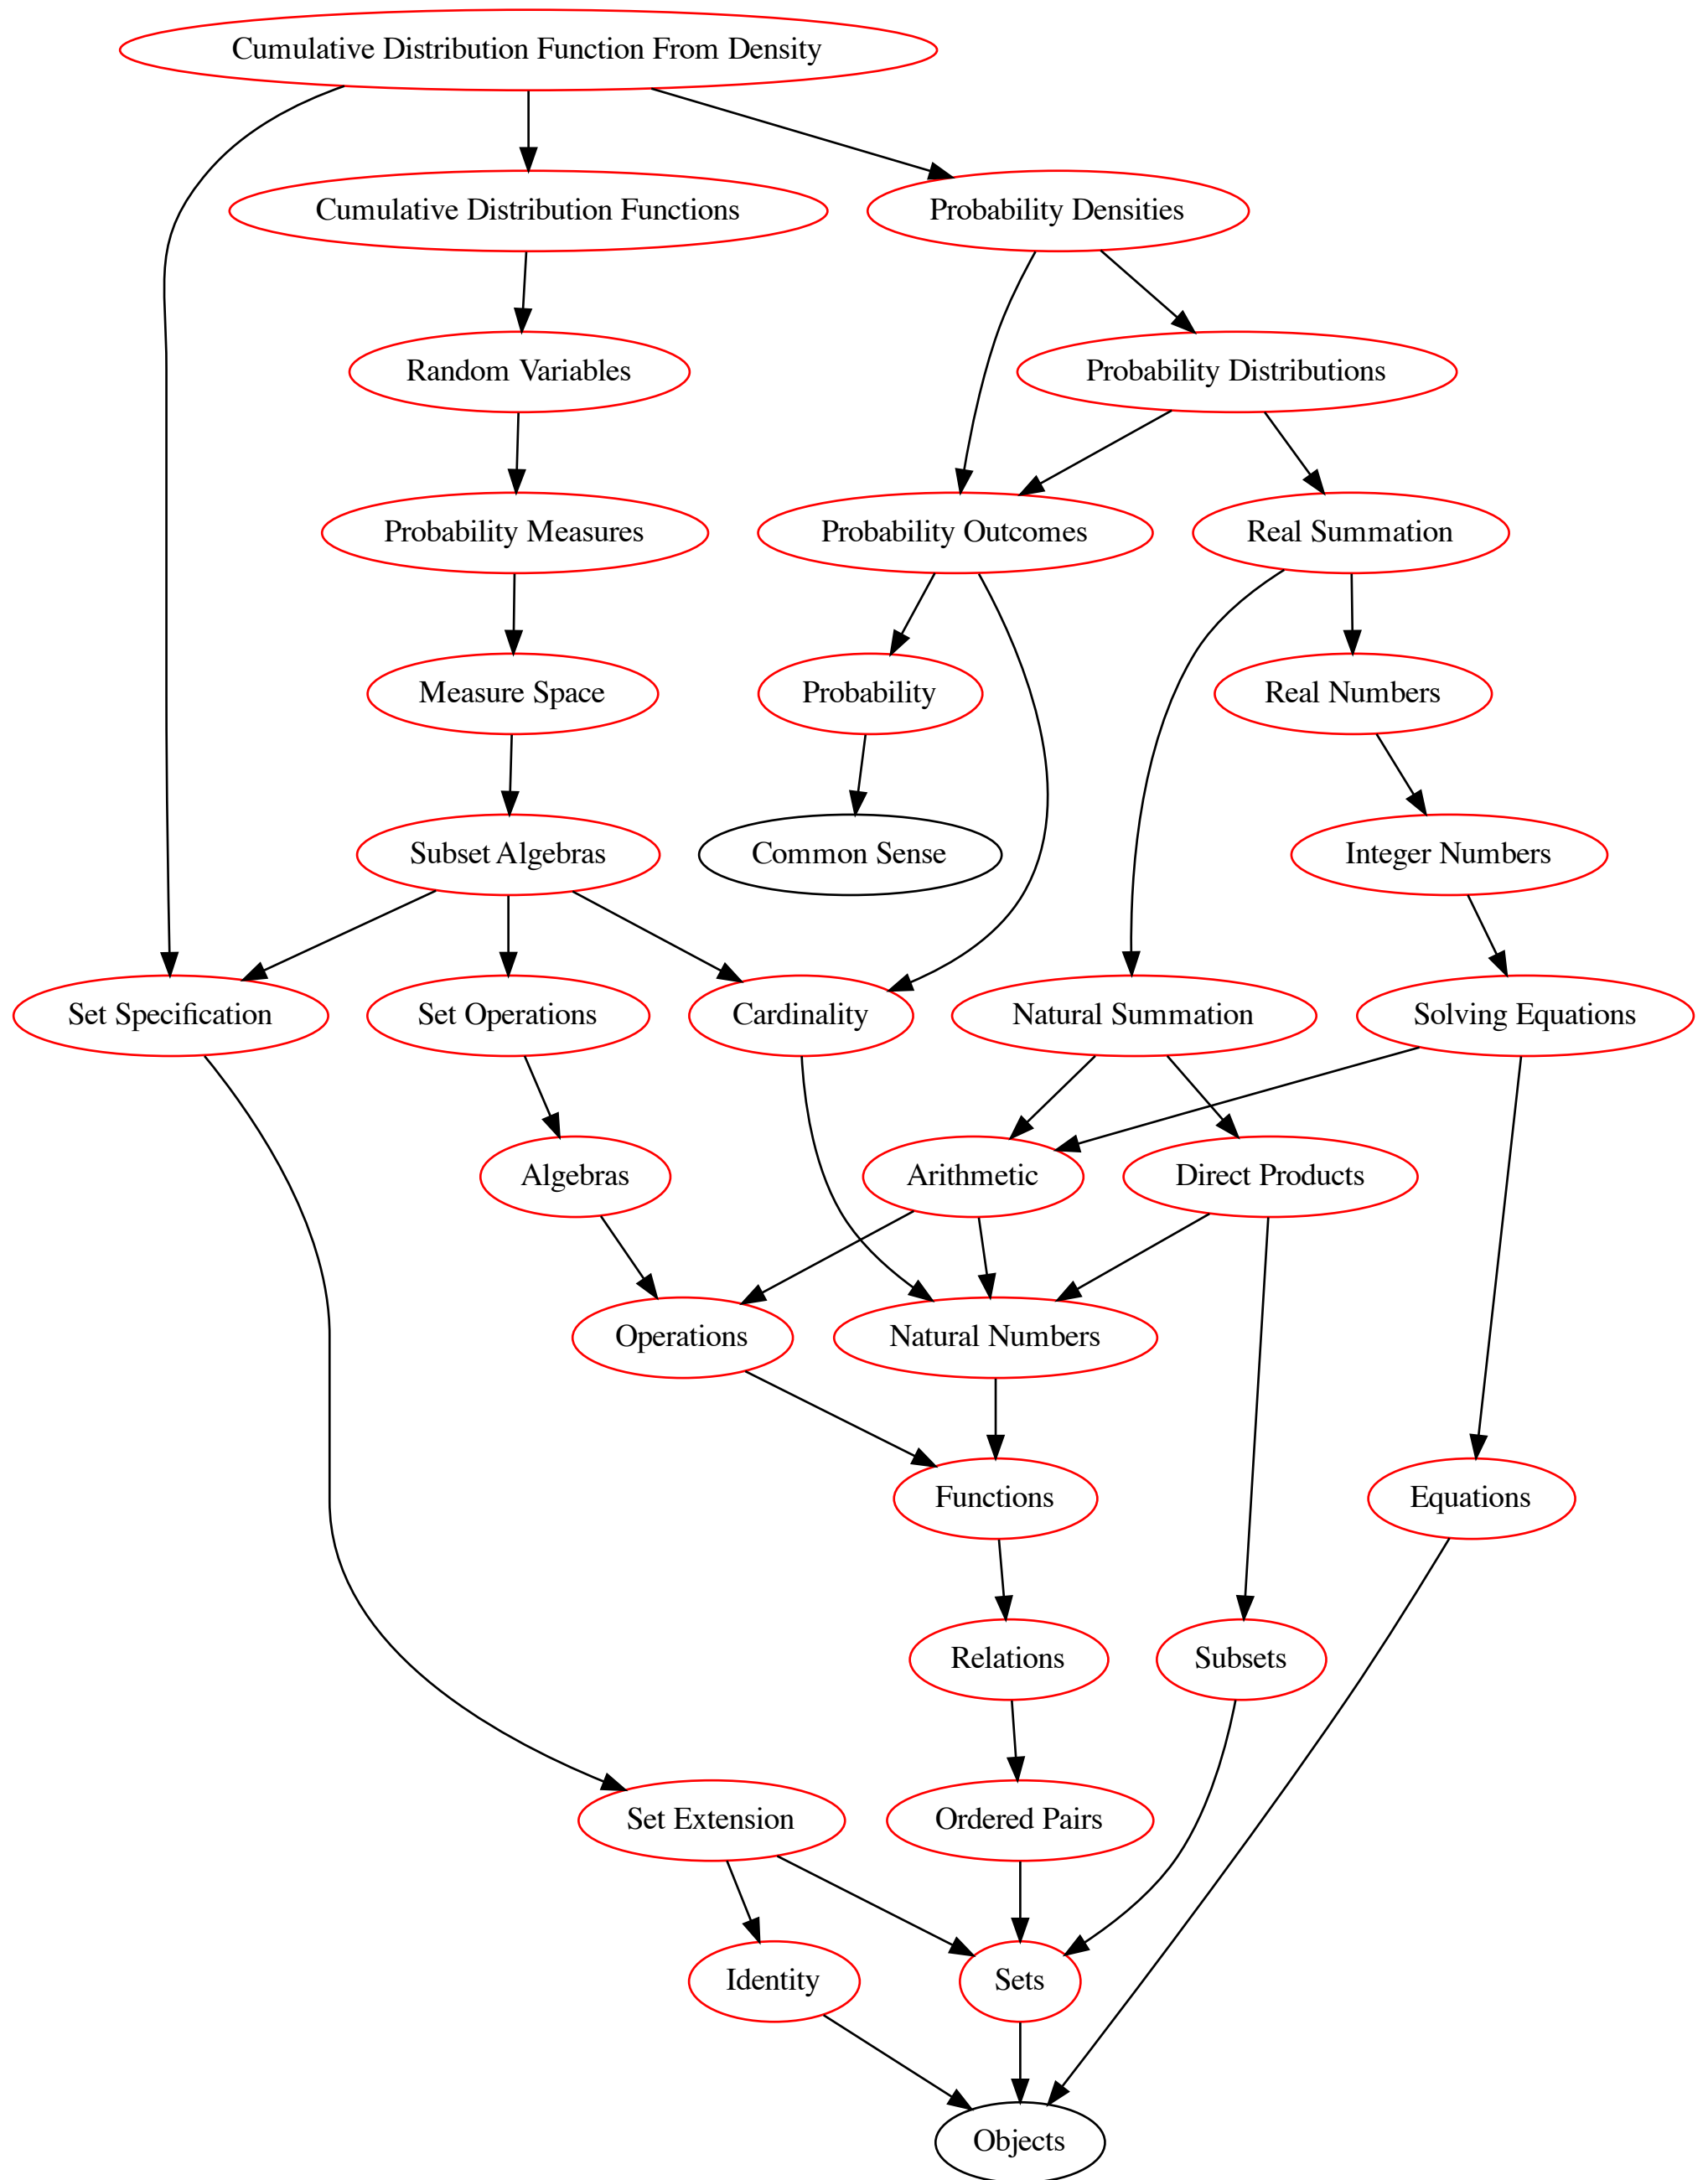 Cumulative Distribution Function From Density
Cumulative Distribution Functions
Probability Densities
Random Variables
Probability Distributions
Probability Measures
Probability Outcomes
Real Summation
Measure Space
Probability
Real Numbers
Subset Algebras
Common Sense
Integer Numbers
Set Specification
Set Operations
Cardinality
Natural Summation
Solving Equations
Algebras
Arithmetic
Direct Products
Operations
Natural Numbers
Functions
Equations
Relations
Subsets
Set Extension
Ordered Pairs
Identity
Sets
Objects